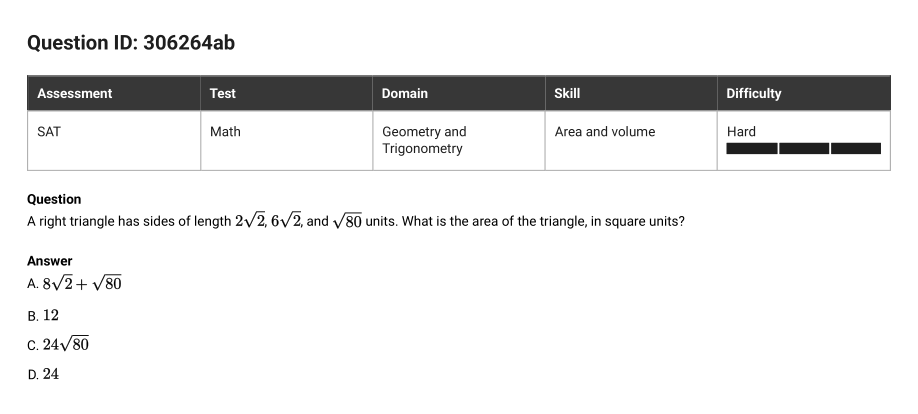 Question ID: 306264ab
Assessment Test Domain Skill Difficulty
SAT Math Geometry and Trigonometry Area and volume Hard
Question
A right triangle has sides of length 2√2, 6√2, and √80 units. What is the area of the triangle, in square units?
Answer
A. 8√2 + √80
B. 12
C. 24√80
D. 24